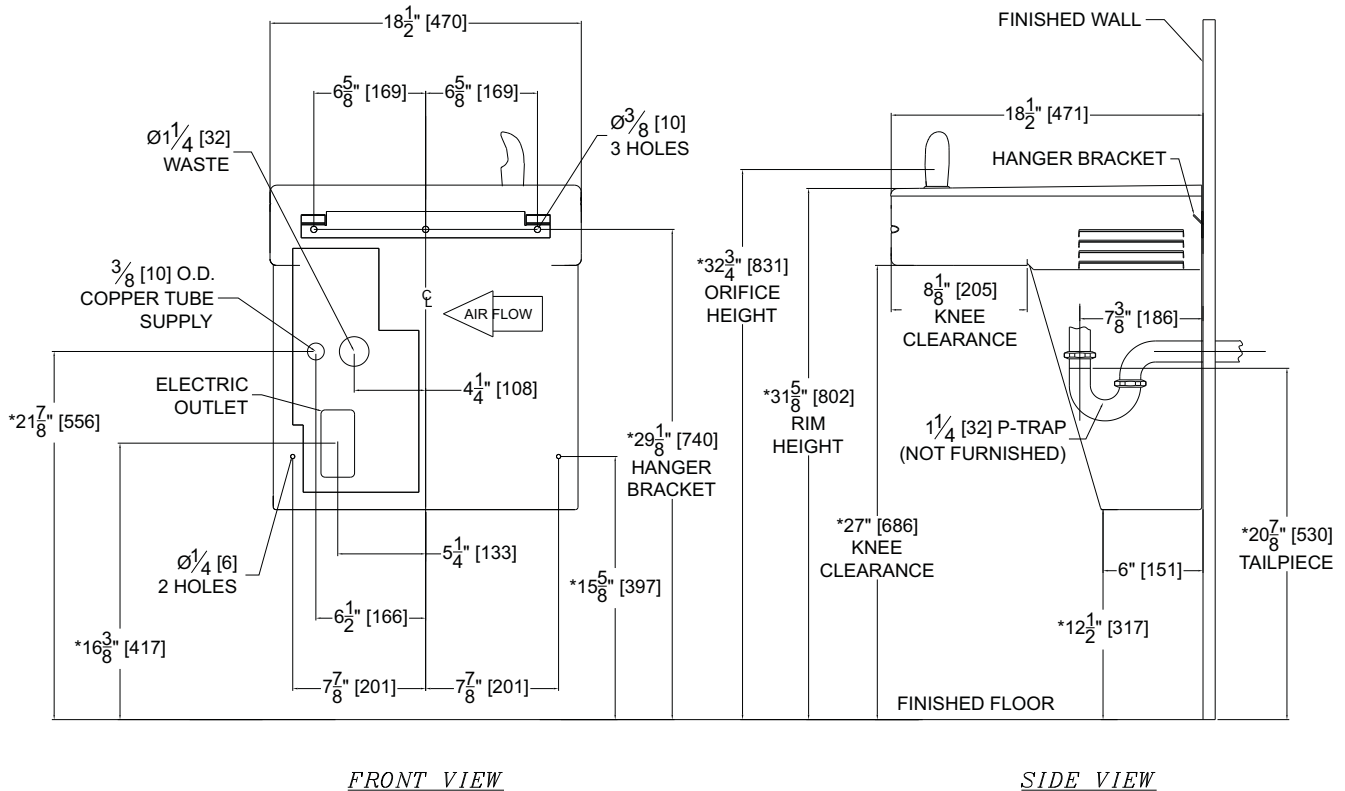 18 1/2" [470]
6 5/8" [169]
6 5/8" [169]
Ø1 1/4 [32]
WASTE
Ø3/8 [10]
3 HOLES
3/8 [10] O.D.
COPPER TUBE
SUPPLY
CL
AIR FLOW
ELECTRIC
OUTLET
4 1/4" [108]
*21 7/8" [556]
*29 1/8" [740]
HANGER
BRACKET
Ø1/4 [6]
2 HOLES
5 1/4" [133]
*15 5/8" [397]
6 1/2" [166]
*16 3/8" [417]
7 7/8" [201]
7 7/8" [201]
FRONT VIEW
FINISHED WALL
18 1/2" [471]
HANGER BRACKET
*32 3/4" [831]
ORIFICE
HEIGHT
8 1/8" [205]
KNEE
CLEARANCE
7 3/8" [186]
*31 5/8" [802]
RIM
HEIGHT
1 1/4 [32] P-TRAP
(NOT FURNISHED)
*27" [686]
KNEE
CLEARANCE
*20 7/8" [530]
TAILPIECE
6" [151]
*12 1/2" [317]
FINISHED FLOOR
SIDE VIEW